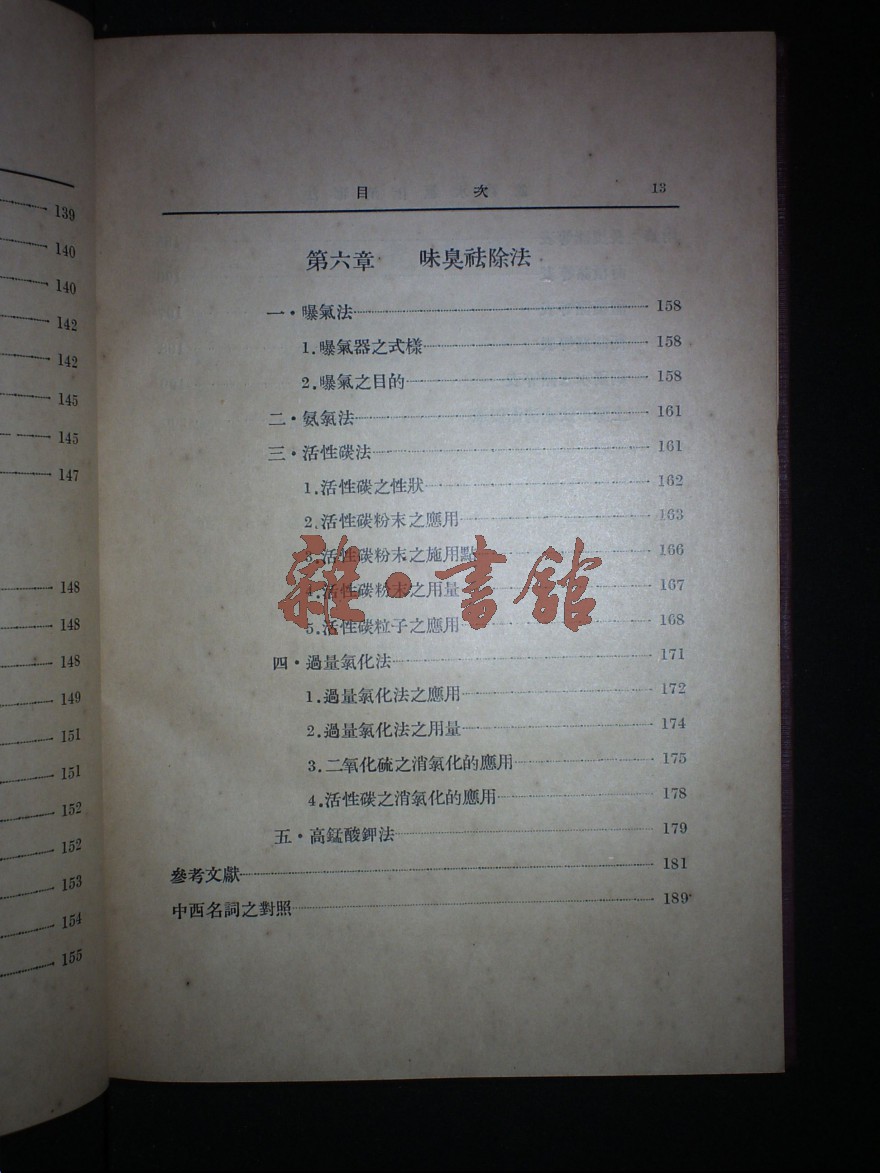 139
140
140
142
142
145
145
147
148
148
148
149
151
151
152
152
153
154
155
目 次 13
第六章 味臭祛除法
一·曝氣法 158
1.曝氣器之式樣 158
2.曝氣之目的 158
二·氨氯法 161
三·活性碳法 161
1.活性碳之性狀 162
2.活性碳粉末之應用 163
3.活性碳粉末之施用點 166
4.活性碳粉末之用量 167
5.活性碳粒子之應用 168
雜·書館
四·過量氯化法 171
1.過量氯化法之應用 172
2.過量氯化法之用量 174
3.二氧化硫之消氯化的應用 175
4.活性碳之消氯化的應用 178
五·高錳酸鉀法 179
參考文獻 181
中西名詞之對照 189